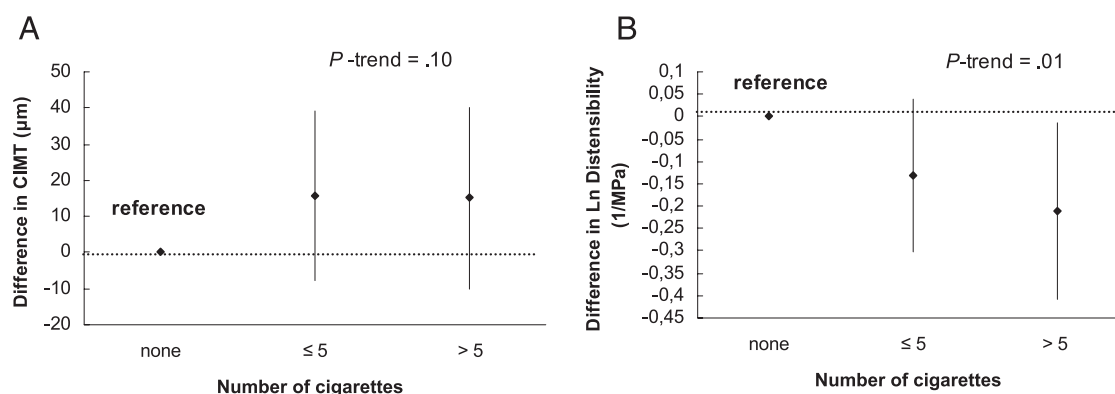 A
P-trend = .10
50
40
30
20
10
0
-10
-20
Difference in CIMT (µm)
reference
none
≤ 5
> 5
Number of cigarettes
B
P-trend = .01
0,1
0,05
0
-0,05
-0,1
-0,15
-0,2
-0,25
-0,3
-0,35
-0,4
-0,45
Difference in Ln Distensibility
(1/MPa)
reference
none
≤ 5
> 5
Number of cigarettes